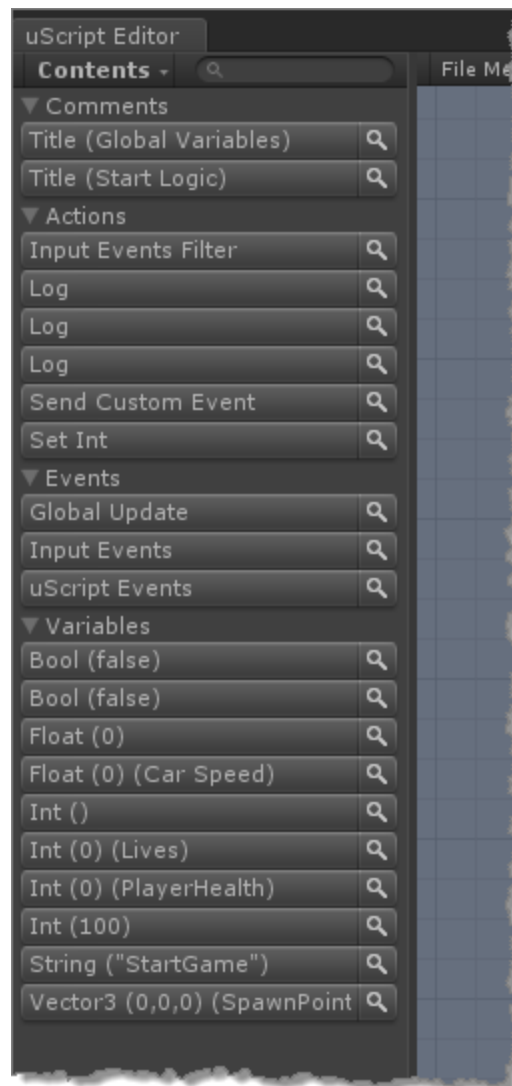 uScript Editor
Contents
File Me
Comments
Title (Global Variables)
Title (Start Logic)
Actions
Input Events Filter
Log
Log
Log
Send Custom Event
Set Int
Events
Global Update
Input Events
uScript Events
Variables
Bool (false)
Bool (false)
Float (0)
Float (0) (Car Speed)
Int ()
Int (0) (Lives)
Int (0) (PlayerHealth)
Int (100)
String ("StartGame")
Vector3 (0,0,0) (SpawnPoint